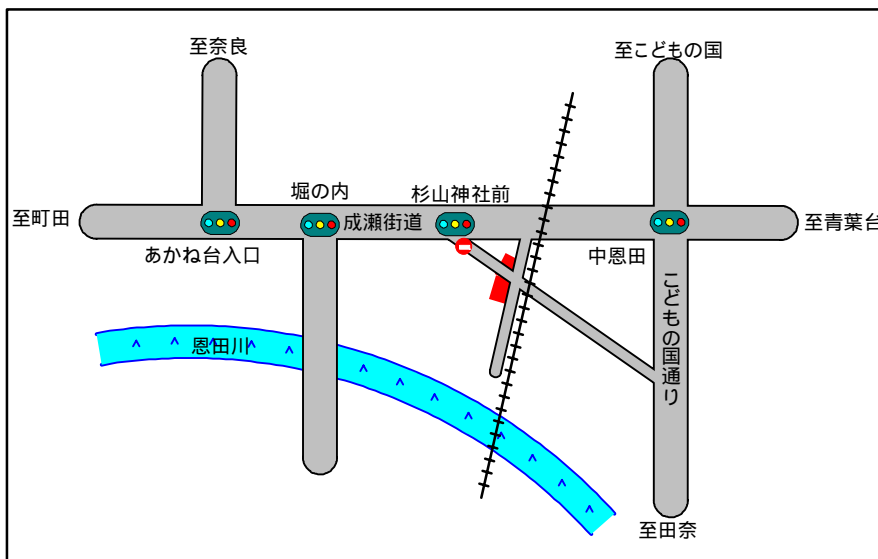 至奈良
至こどもの国
堀の内
杉山神社前
至町田
成瀬街道
至青葉台
あかね台入口
中恩田
こどもの国通り
恩田川
至田奈